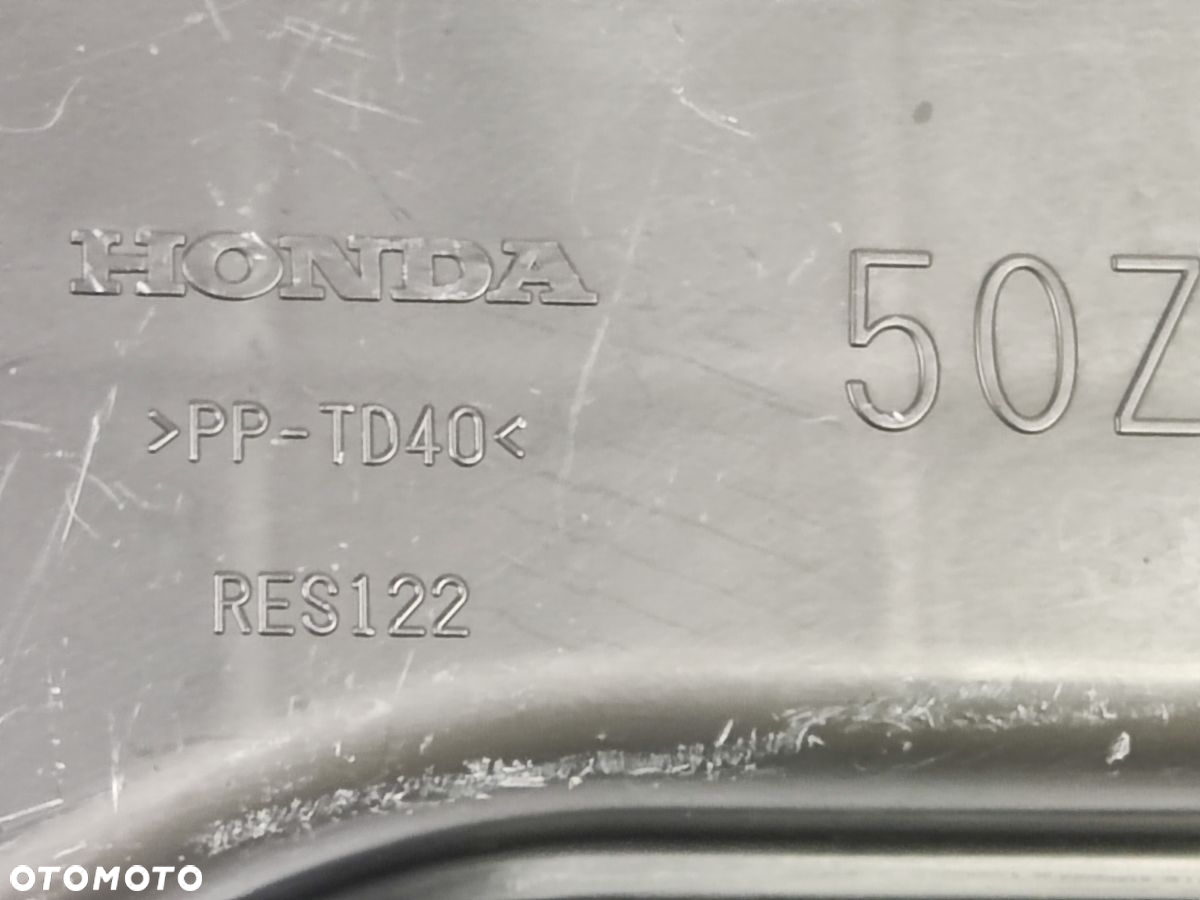 HONDA
50Z
>PP-TD40<
RES122
OTOMOTO